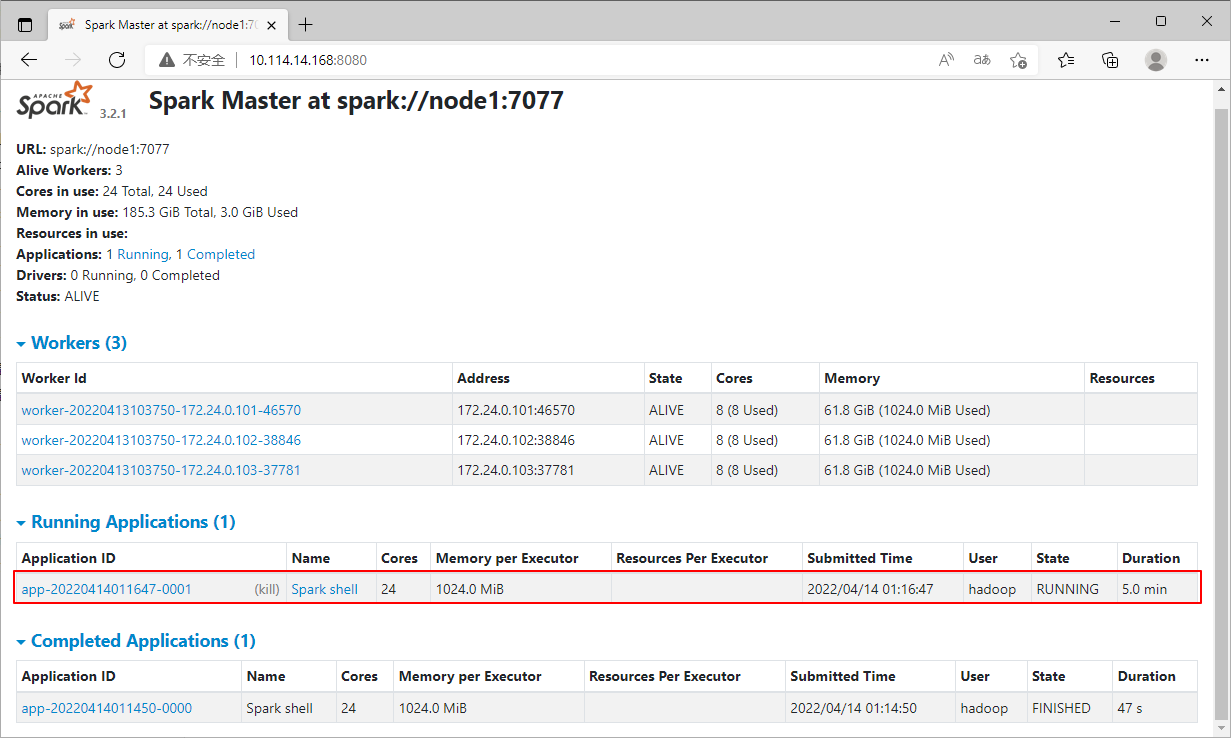 Spark Master at spark://node1:70
不安全 10.114.14.168:8080
APACHE Spark 3.2.1 Spark Master at spark://node1:7077
URL: spark://node1:7077
Alive Workers: 3
Cores in use: 24 Total, 24 Used
Memory in use: 185.3 GiB Total, 3.0 GiB Used
Resources in use:
Applications: 1 Running, 1 Completed
Drivers: 0 Running, 0 Completed
Status: ALIVE
Workers (3)
Worker Id Address State Cores Memory Resources
worker-20220413103750-172.24.0.101-46570 172.24.0.101:46570 ALIVE 8 (8 Used) 61.8 GiB (1024.0 MiB Used)
worker-20220413103750-172.24.0.102-38846 172.24.0.102:38846 ALIVE 8 (8 Used) 61.8 GiB (1024.0 MiB Used)
worker-20220413103750-172.24.0.103-37781 172.24.0.103:37781 ALIVE 8 (8 Used) 61.8 GiB (1024.0 MiB Used)
Running Applications (1)
Application ID Name Cores Memory per Executor Resources Per Executor Submitted Time User State Duration
app-20220414011647-0001 (kill) Spark shell 24 1024.0 MiB 2022/04/14 01:16:47 hadoop RUNNING 5.0 min
Completed Applications (1)
Application ID Name Cores Memory per Executor Resources Per Executor Submitted Time User State Duration
app-20220414011450-0000 Spark shell 24 1024.0 MiB 2022/04/14 01:14:50 hadoop FINISHED 47 s